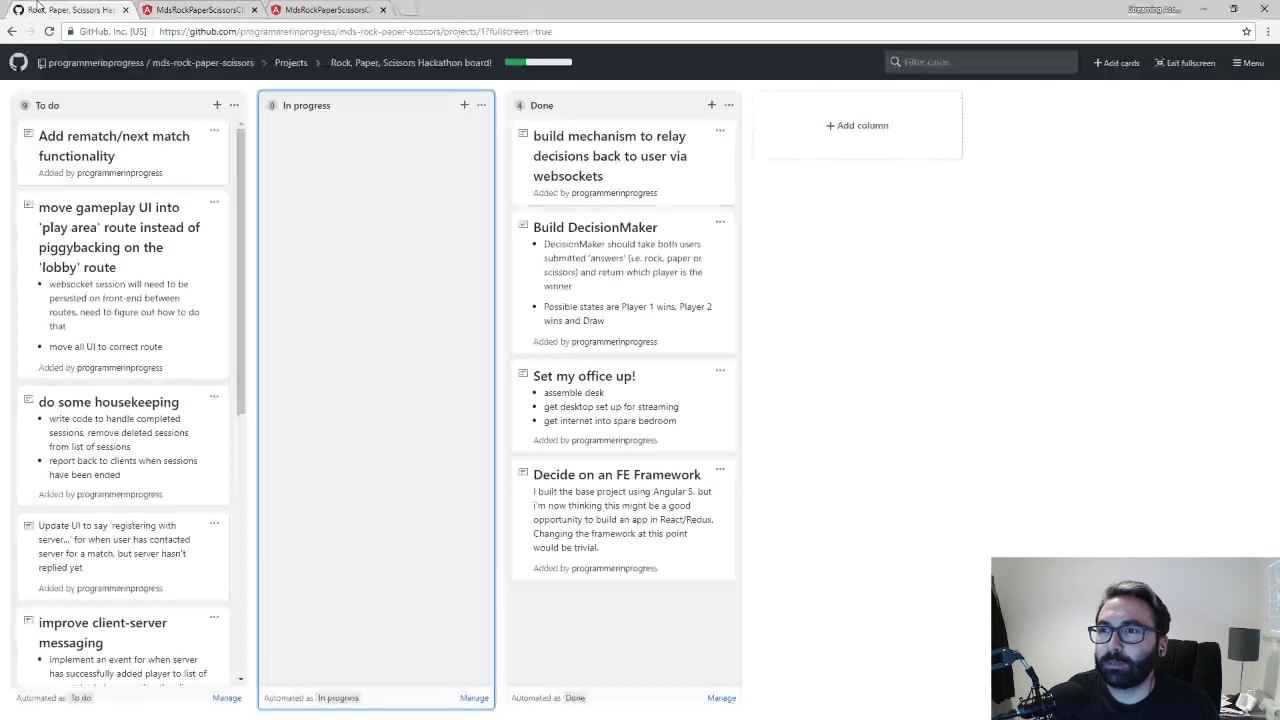 Rock, Paper, Scissors Hac
MdsRockPaperScissorsCl
MdsRockPaperScissorsCl
GitHub, Inc. [US]
https://github.com/programmerinprogress/mds-rock-paper-scissors/projects/1?fullscreen=true
programmerinprogress / mds-rock-paper-scissors
Projects
Rock, Paper, Scissors Hackathon board!
Filter cards
+ Add cards
Exit fullscreen
Menu
9 To do
Add rematch/next match
functionality
Added by programmerinprogress
move gameplay UI into
'play area' route instead of
piggybacking on the
'lobby' route
websocket session will need to be
persisted on front-end between
routes, need to figure out how to do
that
move all UI to correct route
Added by programmerinprogress
do some housekeeping
write code to handle completed
sessions, remove deleted sessions
from list of sessions
report back to clients when sessions
have been ended
Added by programmerinprogress
Update UI to say 'registering with
server...' for when user has contacted
server for a match, but server hasn't
replied yet
Added by programmerinprogress
improve client-server
messaging
implement an event for when server
has successfully added player to list of
Automated as To do
Manage
0 In progress
Automated as In progress
Manage
4 Done
build mechanism to relay
decisions back to user via
websockets
Added by programmerinprogress
Build DecisionMaker
DecisionMaker should take both users
submitted 'answers' (i.e. rock, paper or
scissors) and return which player is the
winner
Possible states are Player 1 wins, Player 2
wins and Draw
Added by programmerinprogress
Set my office up!
assemble desk
get desktop set up for streaming
get internet into spare bedroom
Added by programmerinprogress
Decide on an FE Framework
I built the base project using Angular 5, but
i'm now thinking this might be a good
opportunity to build an app in React/Redux.
Changing the framework at this point
would be trivial.
Added by programmerinprogress
Automated as Done
Manage
+ Add column